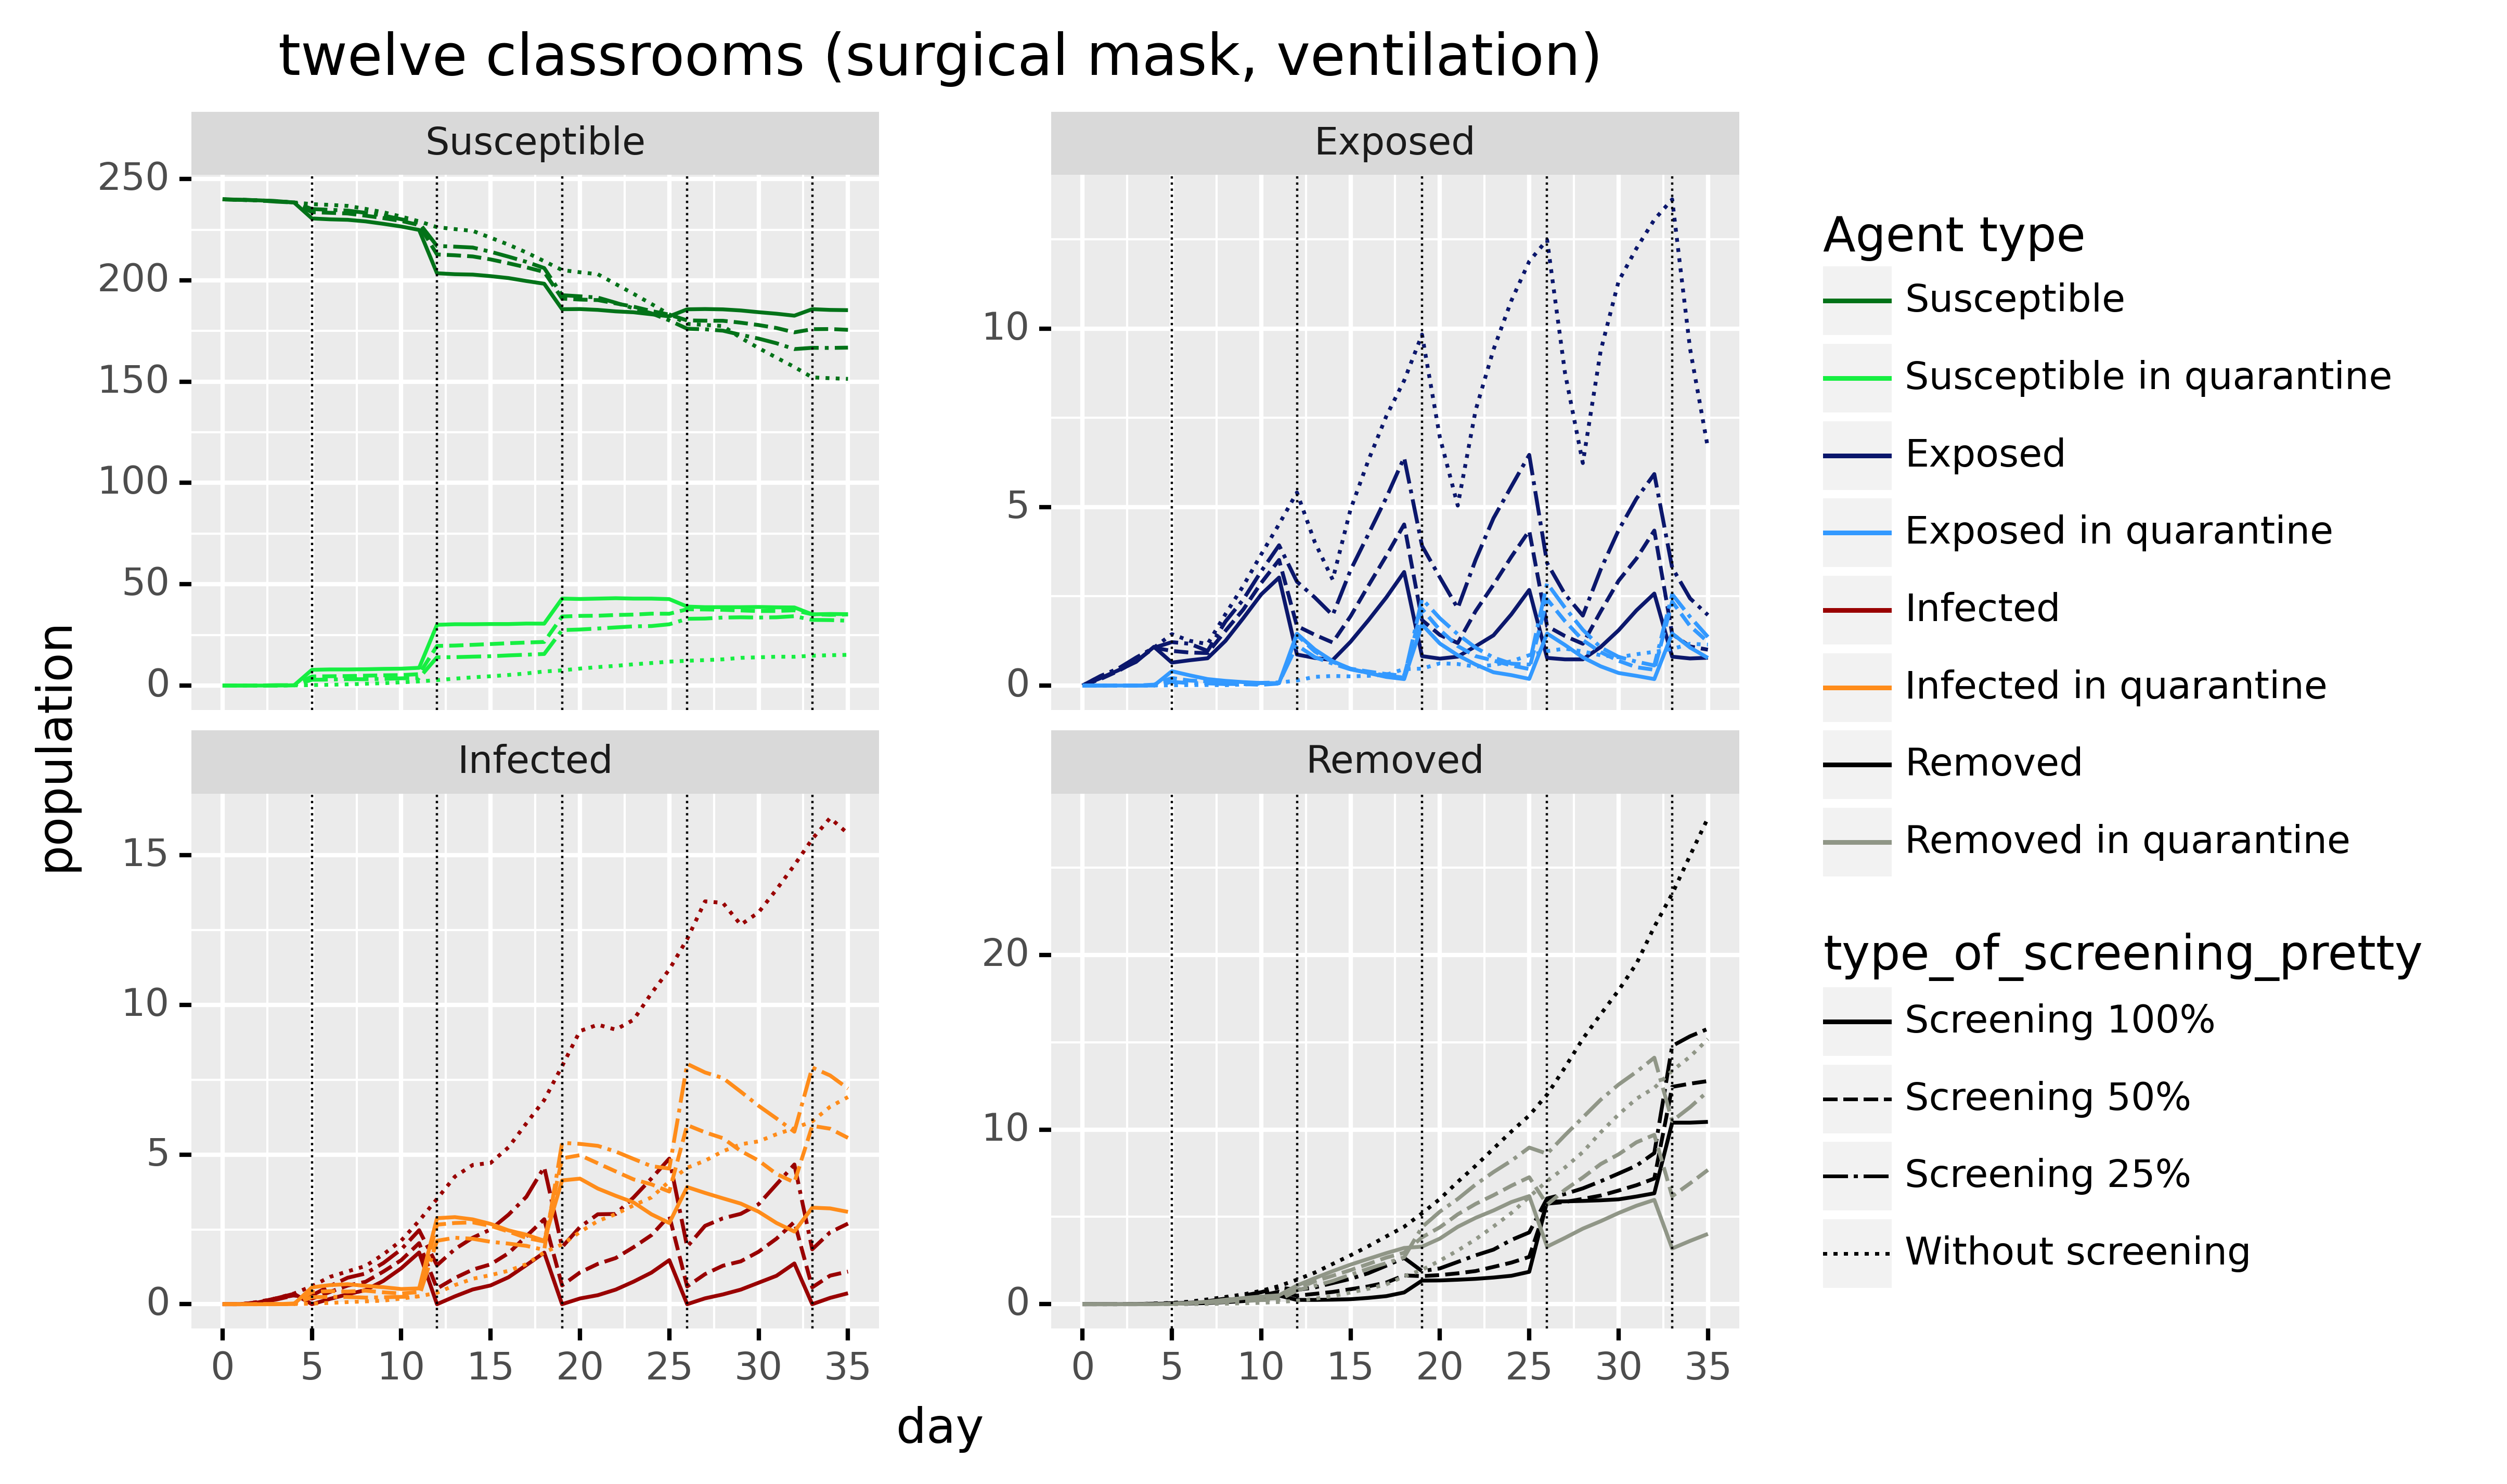 twelve classrooms (surgical mask, ventilation)
Susceptible
Exposed
250
200
150
100
50
0
10
5
0
Infected
Removed
15
10
5
0
20
10
0
0 5 10 15 20 25 30 35
0 5 10 15 20 25 30 35
population
day
Agent type
Susceptible
Susceptible in quarantine
Exposed
Exposed in quarantine
Infected
Infected in quarantine
Removed
Removed in quarantine
type_of_screening_pretty
Screening 100%
Screening 50%
Screening 25%
Without screening